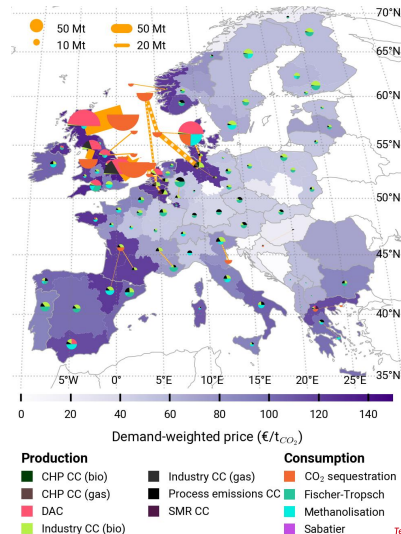 50 Mt
10 Mt
50 Mt
20 Mt
70°N
65°N
60°N
55°N
50°N
45°N
40°N
35°N
5°W
0°
5°E
10°E
15°E
20°E
25°E
0
20
40
60
80
100
120
140
Demand-weighted price (€/tCO2)
Production
CHP CC (bio)
CHP CC (gas)
DAC
Industry CC (bio)
Industry CC (gas)
Process emissions CC
SMR CC
Consumption
CO2 sequestration
Fischer-Tropsch
Methanolisation
Sabatier
Te